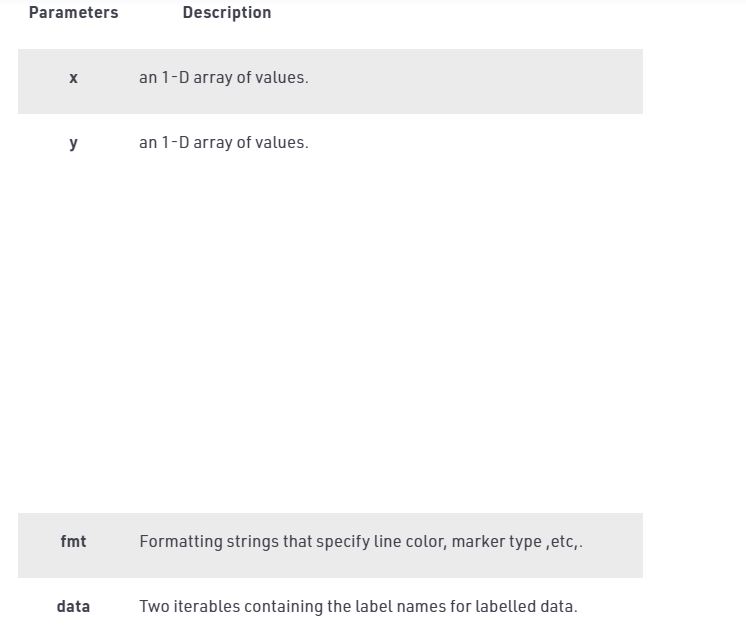 Parameters Description
x an 1-D array of values.
y an 1-D array of values.
fmt Formatting strings that specify line color, marker type ,etc,.
data Two iterables containing the label names for labelled data.